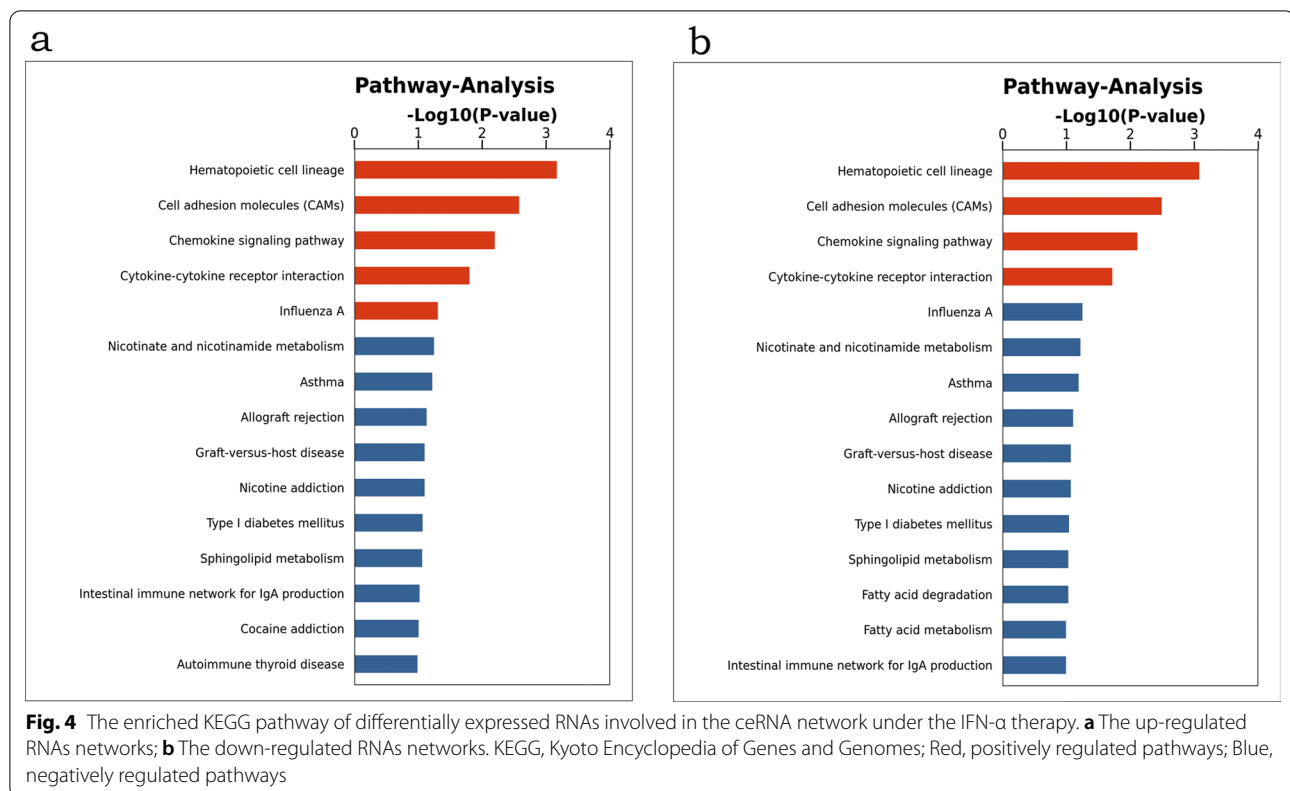 a
Pathway-Analysis
-Log10(P-value)
0 1 2 3 4
Hematopoietic cell lineage
Cell adhesion molecules (CAMs)
Chemokine signaling pathway
Cytokine-cytokine receptor interaction
Influenza A
Nicotinate and nicotinamide metabolism
Asthma
Allograft rejection
Graft-versus-host disease
Nicotine addiction
Type I diabetes mellitus
Sphingolipid metabolism
Intestinal immune network for IgA production
Cocaine addiction
Autoimmune thyroid disease
b
Pathway-Analysis
-Log10(P-value)
0 1 2 3 4
Hematopoietic cell lineage
Cell adhesion molecules (CAMs)
Chemokine signaling pathway
Cytokine-cytokine receptor interaction
Influenza A
Nicotinate and nicotinamide metabolism
Asthma
Allograft rejection
Graft-versus-host disease
Nicotine addiction
Type I diabetes mellitus
Sphingolipid metabolism
Fatty acid degradation
Fatty acid metabolism
Intestinal immune network for IgA production
Fig. 4 The enriched KEGG pathway of differentially expressed RNAs involved in the ceRNA network under the IFN-α therapy. a The up-regulated
RNAs networks; b The down-regulated RNAs networks. KEGG, Kyoto Encyclopedia of Genes and Genomes; Red, positively regulated pathways; Blue,
negatively regulated pathways